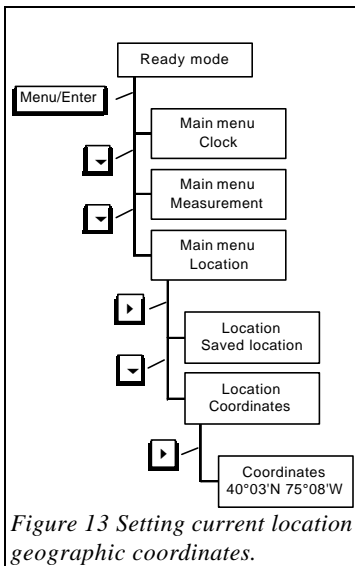 Ready mode
Menu/Enter
Main menu
Clock
Main menu
Measurement
Main menu
Location
Location
Saved location
Location
Coordinates
Coordinates
40°03'N 75°08'W
Figure 13 Setting current location
geographic coordinates.